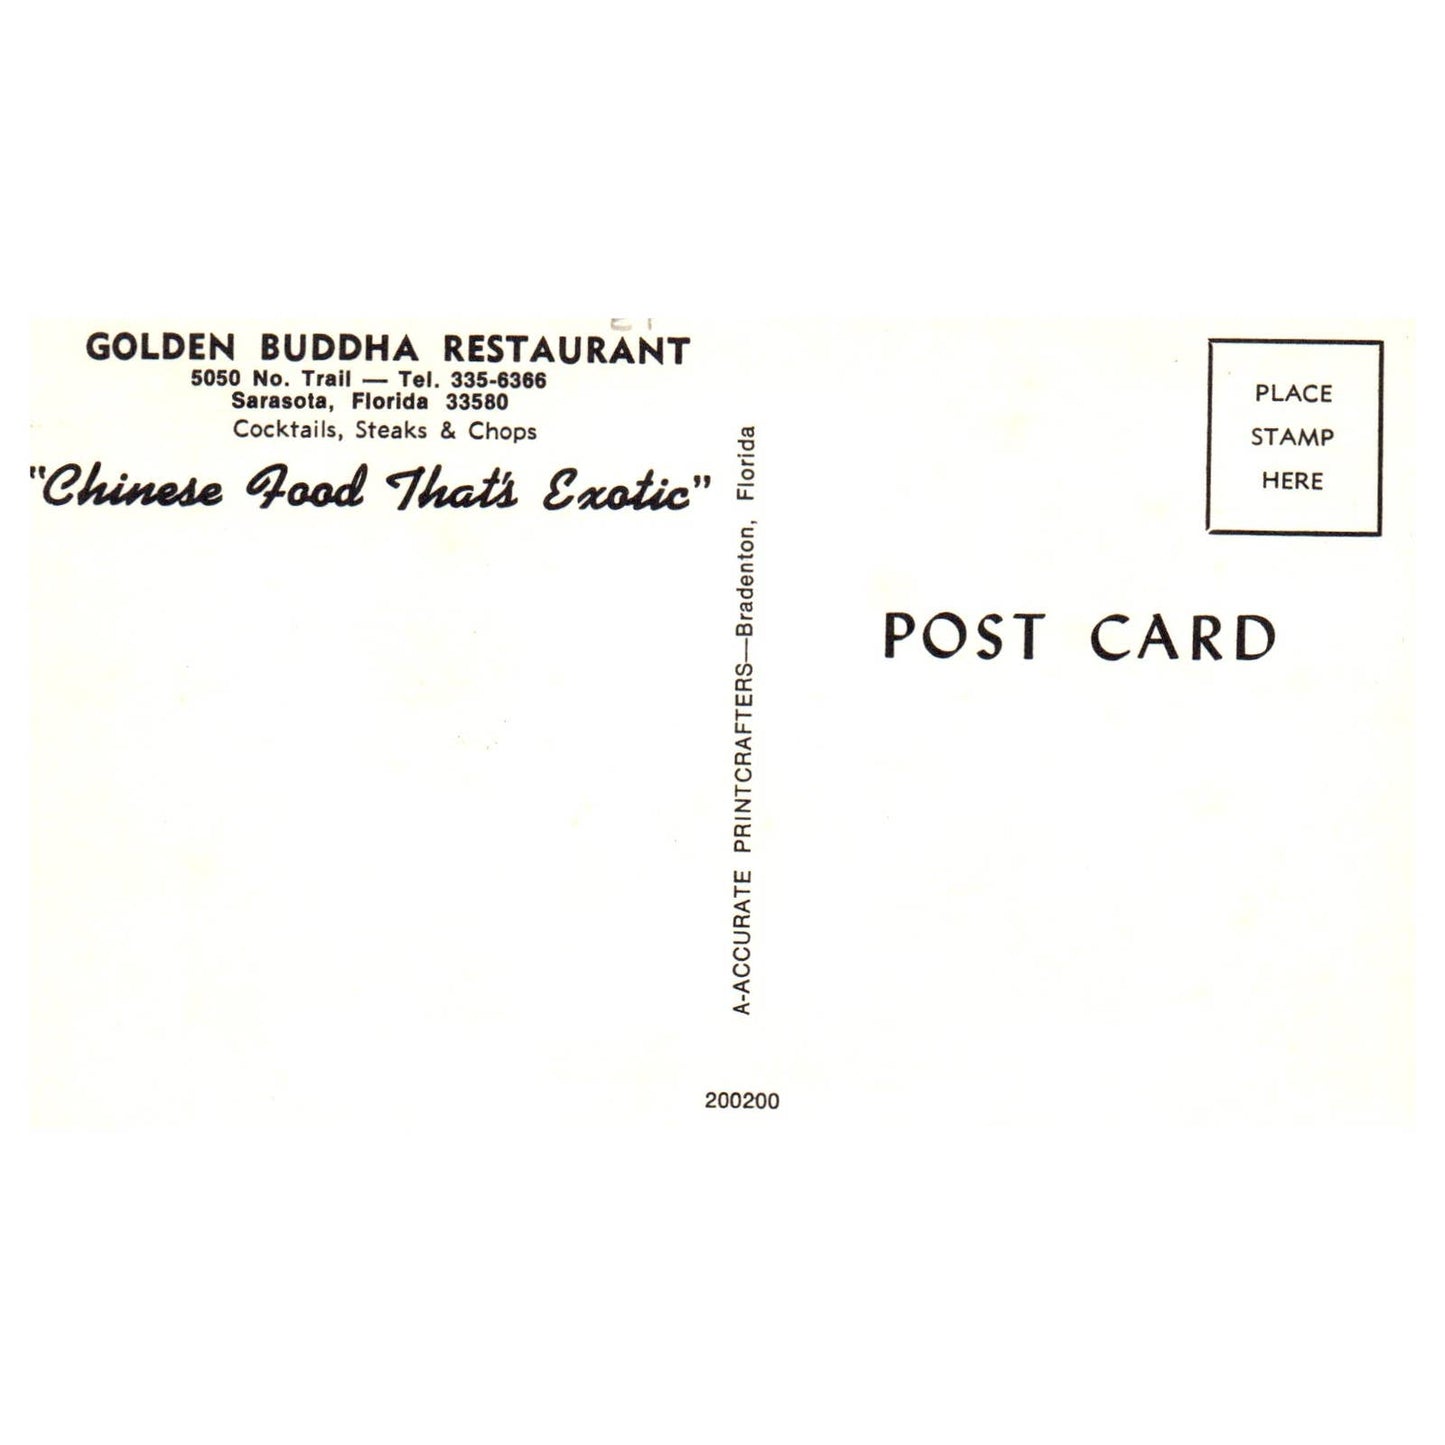 GOLDEN BUDDHA RESTAURANT
5050 No. Trail — Tel. 335-6366
Sarasota, Florida 33580
Cocktails, Steaks & Chops
"Chinese Food That's Exotic"
A-ACCURATE PRINTCRAFTERS—Bradenton, Florida
200200
PLACE
STAMP
HERE
POST CARD